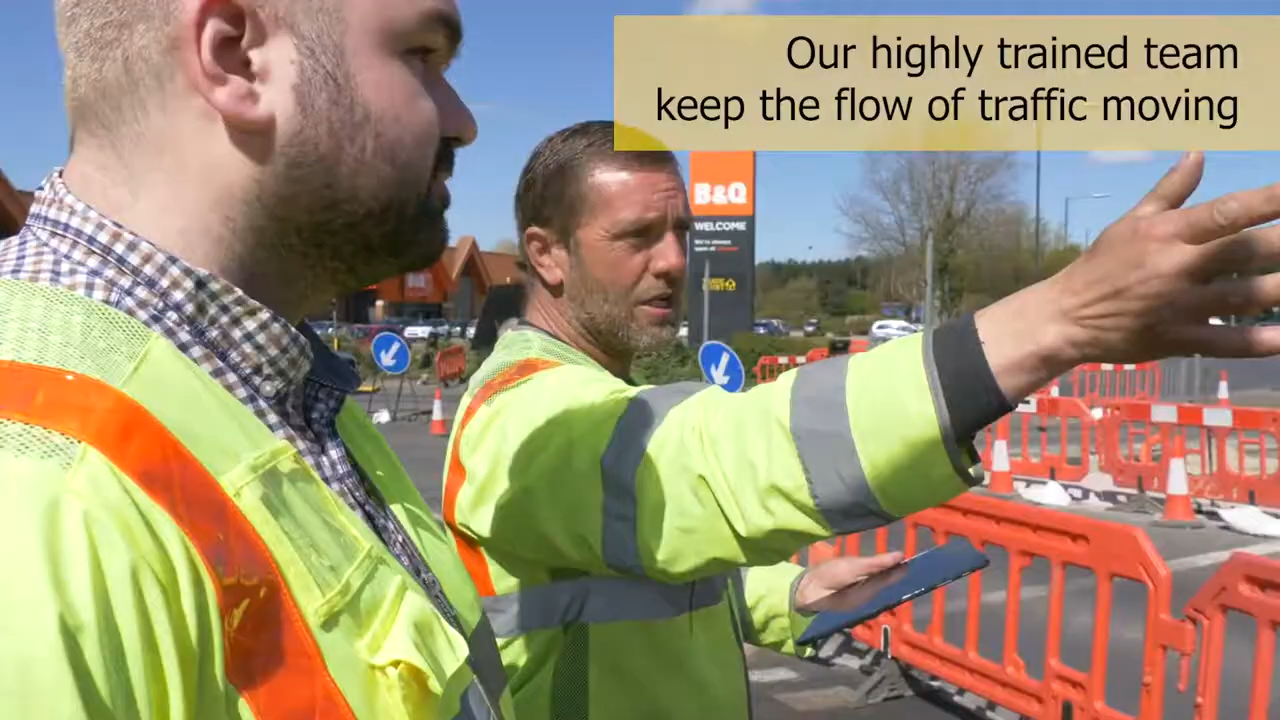 Our highly trained team
keep the flow of traffic moving
B&Q
WELCOME